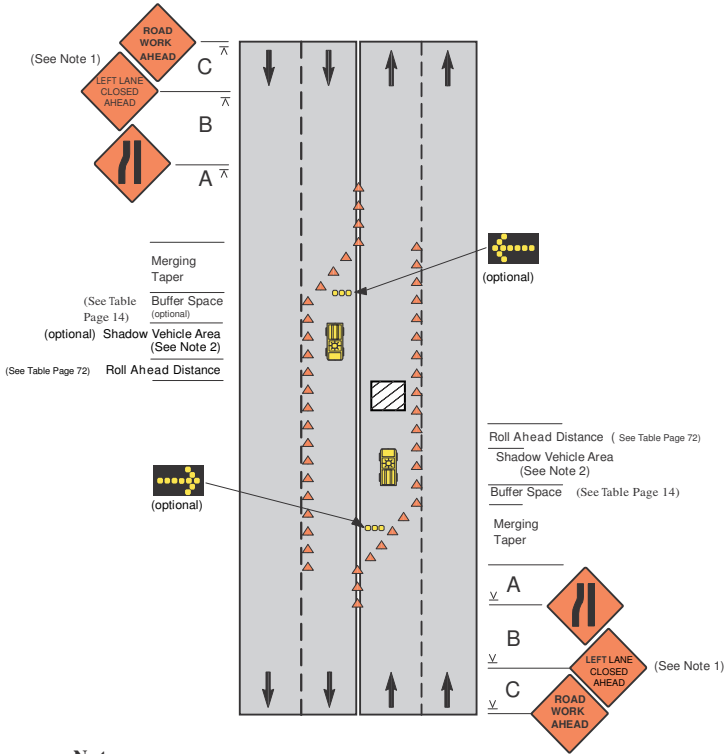 ROAD
WORK
AHEAD
(See Note 1)
C
LEFT LANE
CLOSED
AHEAD
B
A
Merging
Taper
(optional)
(See Table
Page 14)
Buffer Space
(optional)
(optional) Shadow Vehicle Area
(See Note 2)
(See Table Page 72) Roll Ahead Distance
Roll Ahead Distance ( See Table Page 72)
Shadow Vehicle Area
(See Note 2)
(optional)
Buffer Space (See Table Page 14)
Merging
Taper
A
B
LEFT LANE
CLOSED
AHEAD
(See Note 1)
C
ROAD
WORK
AHEAD